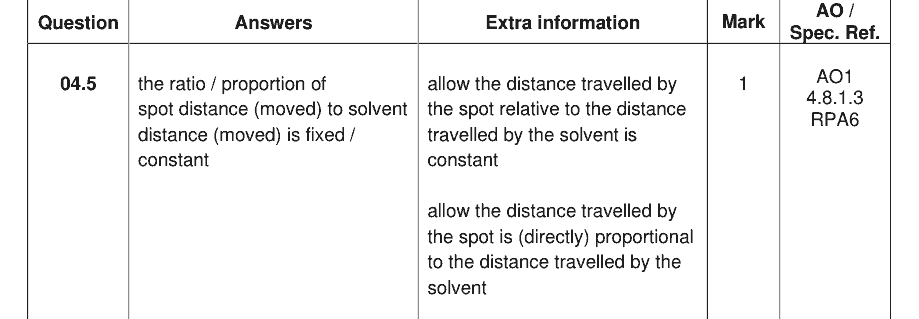 Question Answers Extra information Mark AO /
Spec. Ref.
04.5 the ratio / proportion of
spot distance (moved) to solvent
distance (moved) is fixed /
constant
allow the distance travelled by
the spot relative to the distance
travelled by the solvent is
constant
allow the distance travelled by
the spot is (directly) proportional
to the distance travelled by the
solvent
1
AO1
4.8.1.3
RPA6